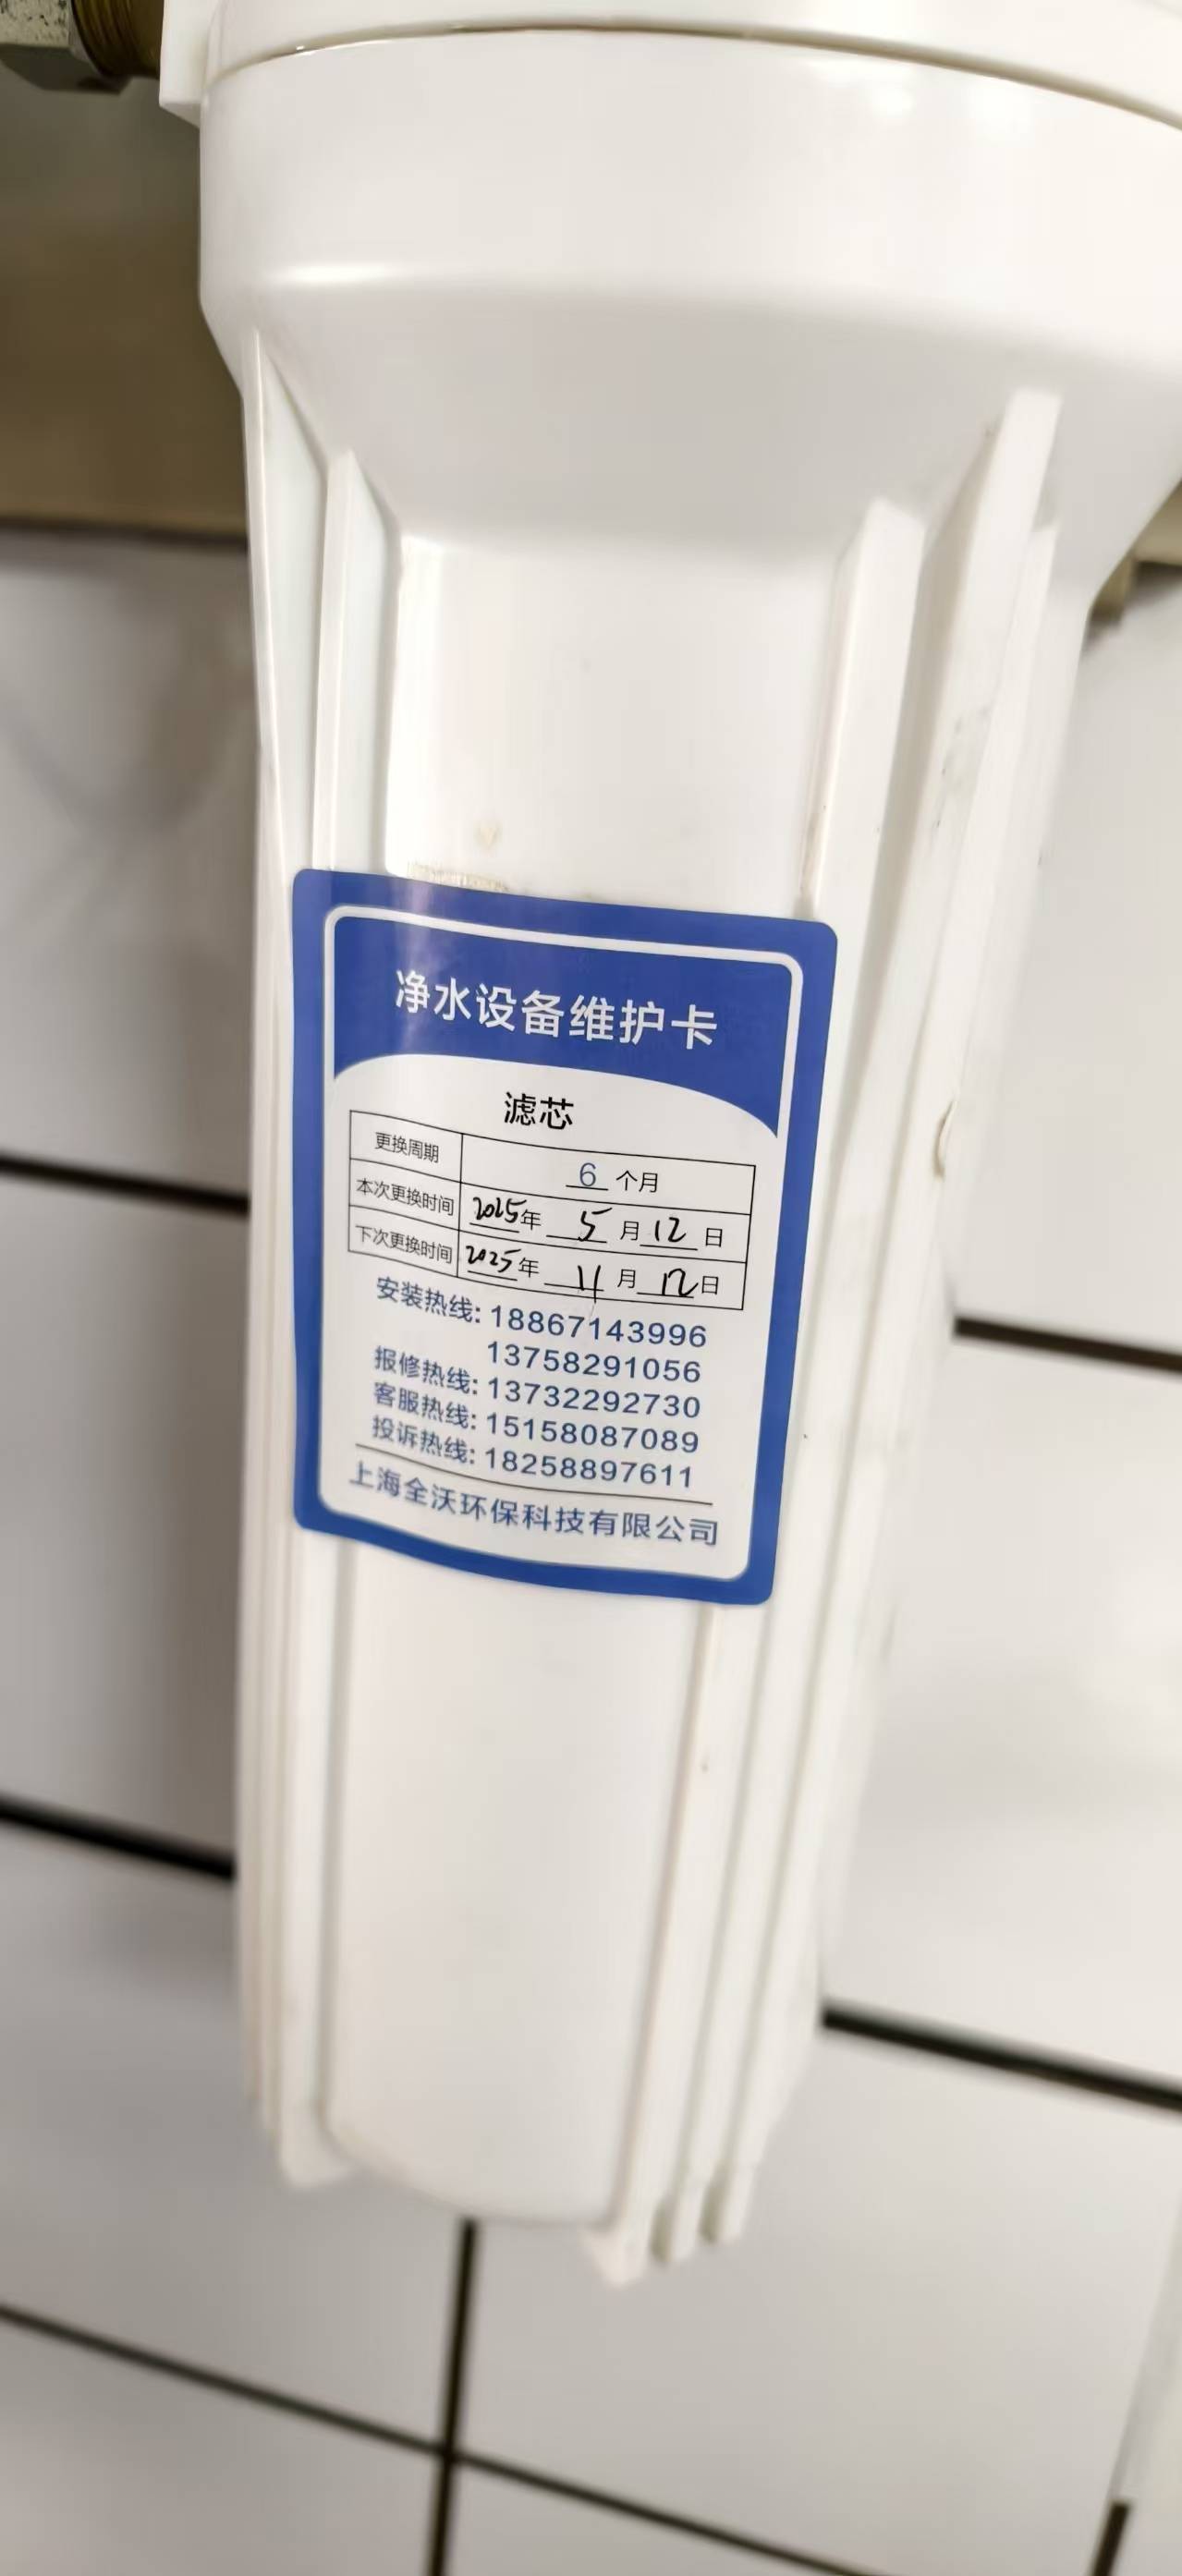 净水设备维护卡
滤芯
更换周期 6 个月
本次更换时间 2025年 5 月 12 日
下次更换时间 2025年 11 月 12 日
安装热线: 18867143996
13758291056
报修热线: 13732292730
客服热线: 15158087089
投诉热线: 18258897611
上海全沃环保科技有限公司